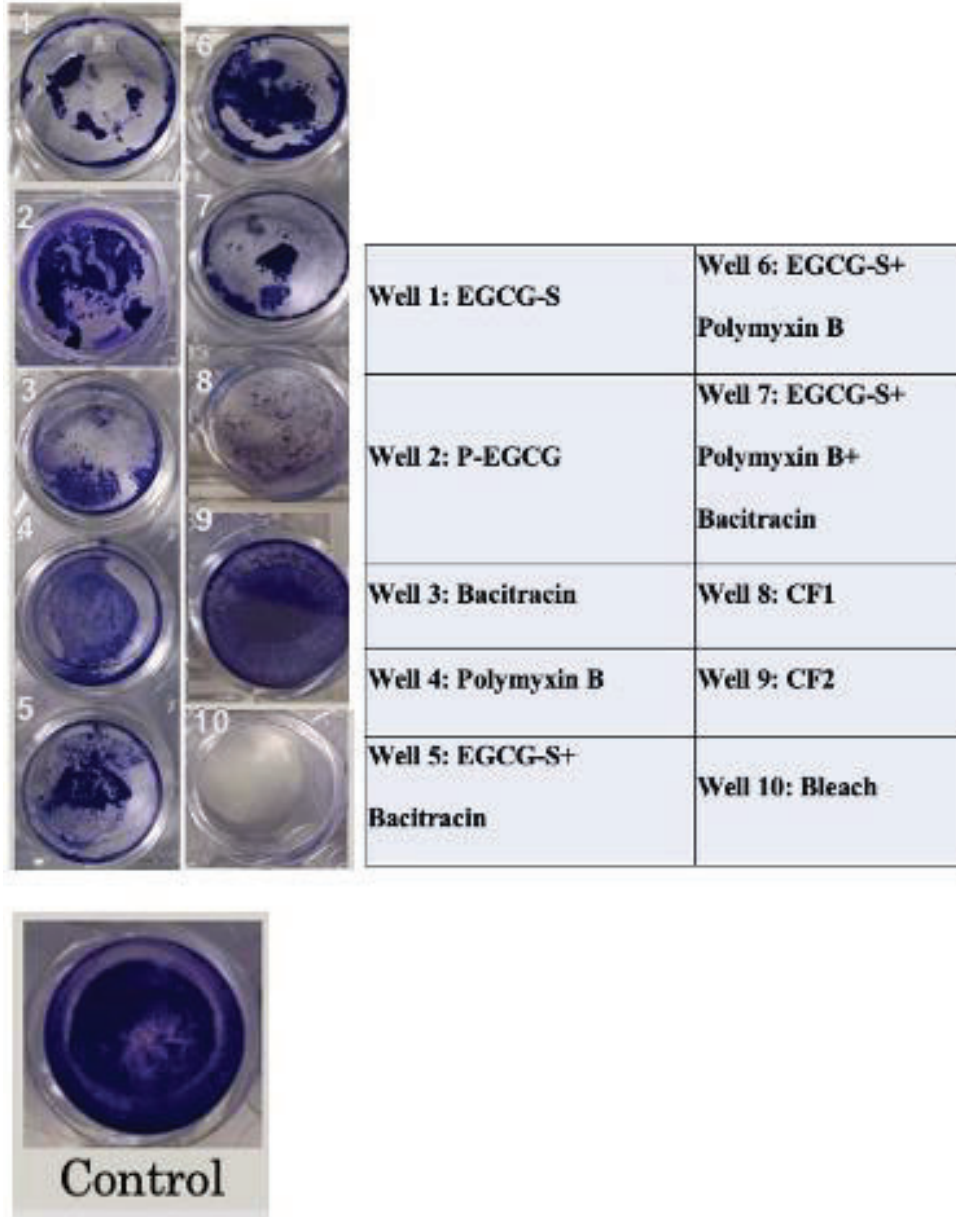 1
2
3
4
5
6
7
8
9
10
Well 1: EGCG-S
Well 6: EGCG-S+
Polymyxin B
Well 2: P-EGCG
Well 7: EGCG-S+
Polymyxin B+
Bacitracin
Well 3: Bacitracin
Well 8: CF1
Well 4: Polymyxin B
Well 9: CF2
Well 5: EGCG-S+
Bacitracin
Well 10: Bleach
Control